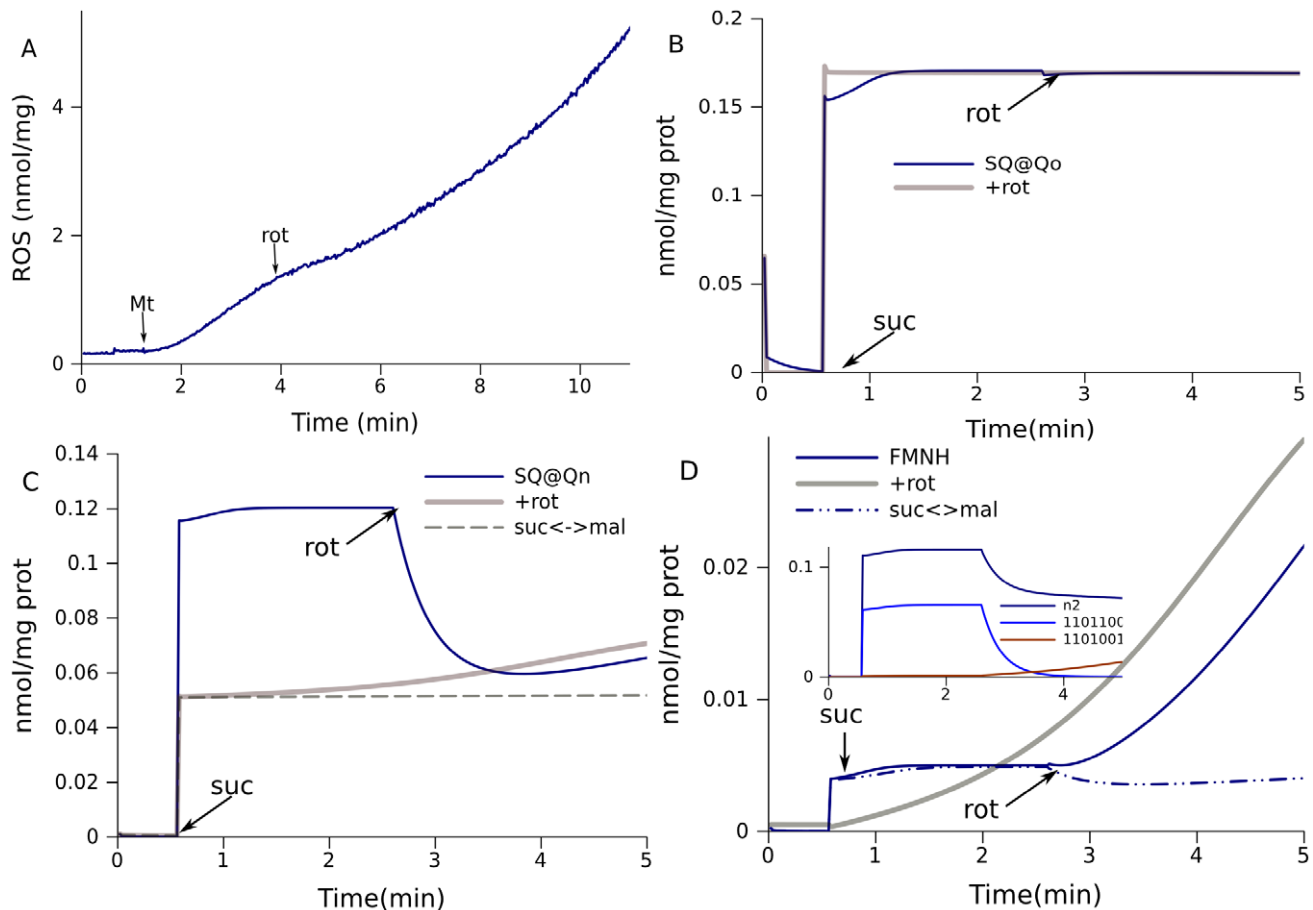 A
ROS (nmol/mg)
4
2
0
Mt
rot
0 2 4 6 8 10
Time (min)
B
nmol/mg prot
0.2
0.15
0.1
0.05
0
rot
SQ@Qo
+rot
suc
0 1 2 3 4 5
Time(min)
C
nmol/mg prot
0.14
0.12
0.1
0.08
0.06
0.04
0.02
0
SQ@Qn
+rot
suc<->mal
rot
suc
0 1 2 3 4 5
Time(min)
D
nmol/mg prot
0.02
0.01
0
FMNH
+rot
suc<>mal
0.1
0
n2
1101100
1101001
0 2 4
suc
rot
0 1 2 3 4 5
Time(min)